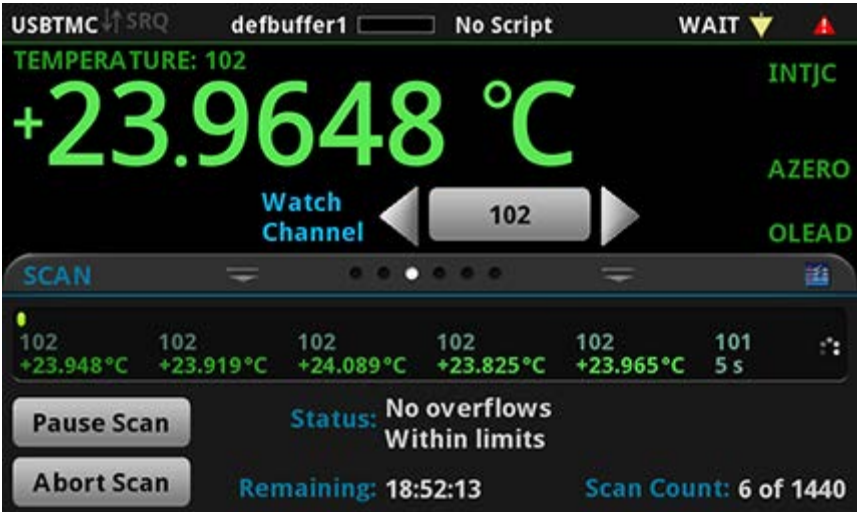 USBTMC SRQ defbuffer1 No Script WAIT
TEMPERATURE: 102
INTJC
+23.9648 °C
AZERO
Watch
Channel
102
OLEAD
SCAN
102 102 102 102 102 101
+23.948°C +23.919°C +24.089°C +23.825°C +23.965°C 5 s
Pause Scan
Status: No overflows
Within limits
Abort Scan
Remaining: 18:52:13 Scan Count: 6 of 1440